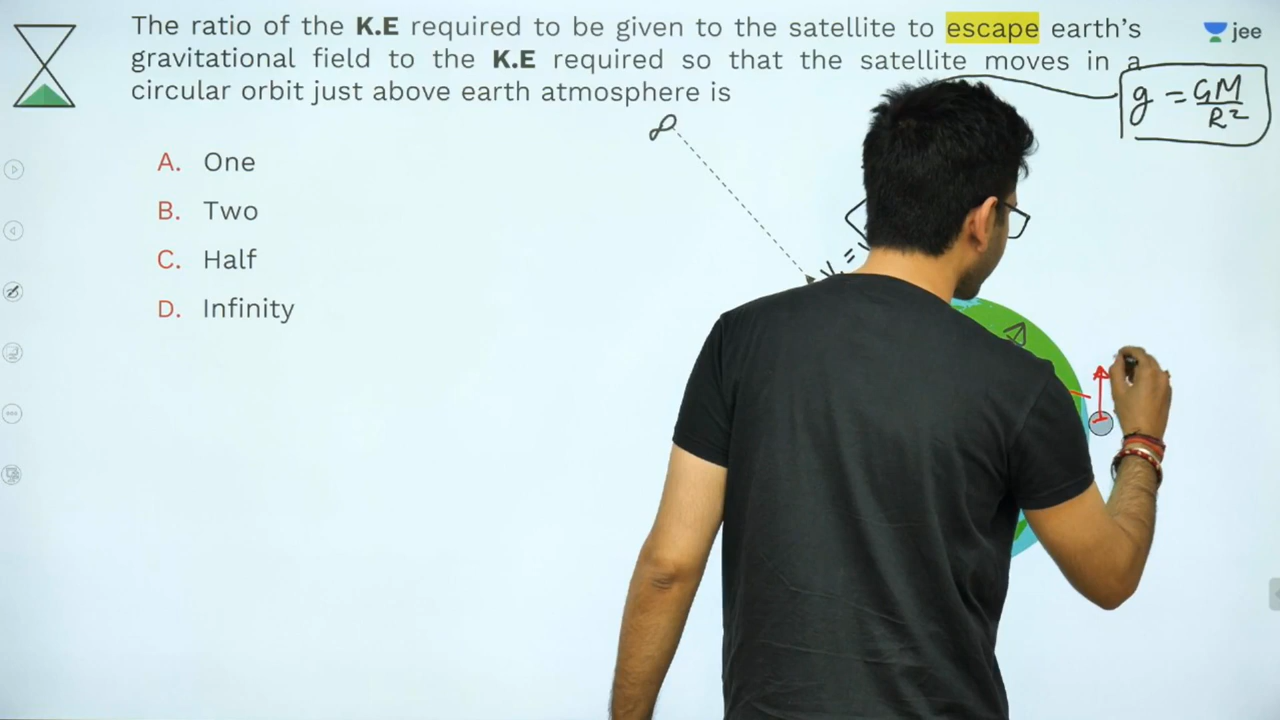 The ratio of the K.E required to be given to the satellite to escape earth's
gravitational field to the K.E required so that the satellite moves in a
circular orbit just above earth atmosphere is
jee
g = GM/R²
∞
A. One
B. Two
C. Half
D. Infinity